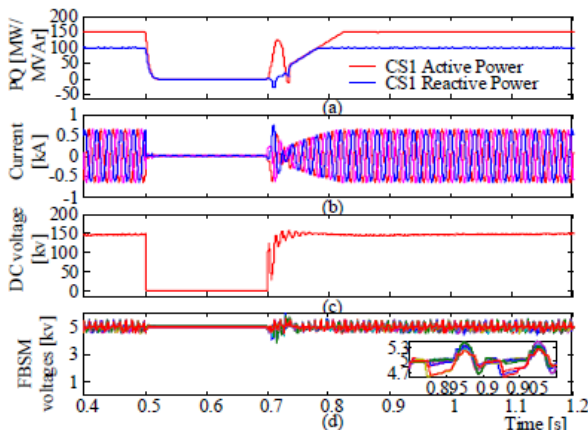 PQ [MW/
MVAr]
200
150
100
50
0
-50
CS1 Active Power
CS1 Reactive Power
(a)
Current
[kA]
1
0.5
0
-0.5
-1
(b)
DC voltage
[kv]
200
150
100
50
0
(c)
FBSM
voltages [kv]
5
3
1
5.3
5
4.7
0.895 0.9 0.905
0.4 0.5 0.6 0.7 0.8 0.9 1 1.1 1.2
(d) Time [s]